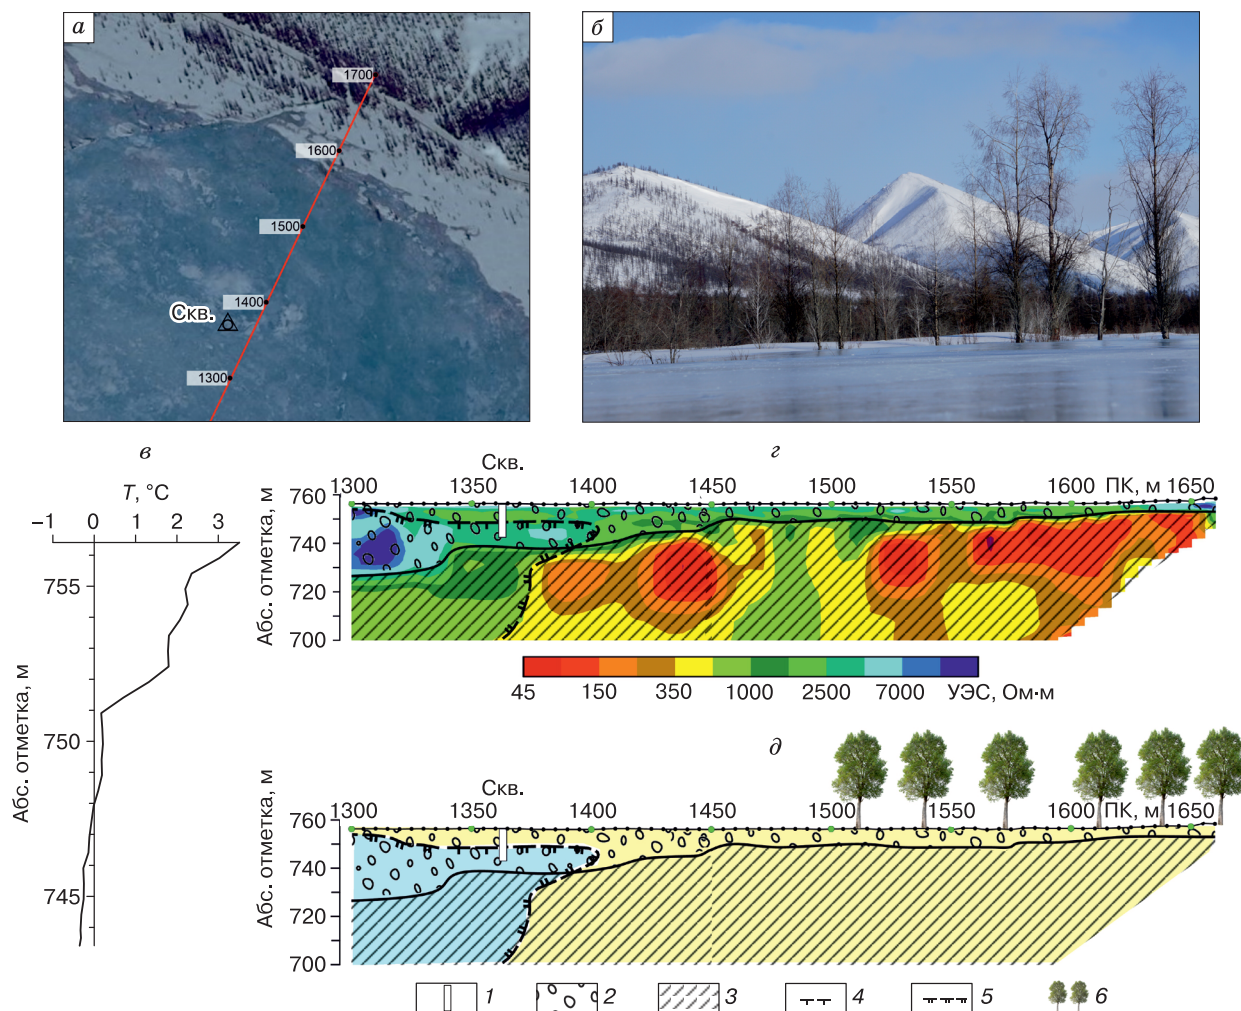 а
1700
1600
1500
1400
Скв.
1300
б
в
T, °C
−1 0 1 2 3
755
750
745
Абс. отметка, м
г
Скв.
1300 1350 1400 1450 1500 1550 1600 ПК, м 1650
760
740
720
700
Абс. отметка, м
45 150 350 1000 2500 7000 УЭС, Ом·м
д
Скв.
1300 1350 1400 1450 1500 1550 1600 ПК, м 1650
760
740
720
700
Абс. отметка, м
1 2 3 4 5 6